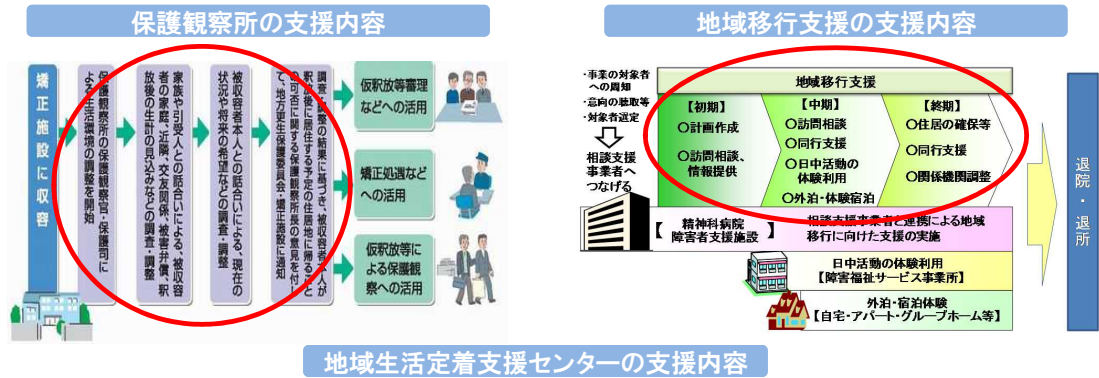 保護観察所の支援内容
矯正施設に収容
保護観察所の保護観察官・保護司に
よる生活環境の調整を開始
家族や引受人との話合いによる、被収容
者の家庭、近隣、交友関係、被害弁償、釈
放後の生計の見込みなどの調査・調整
被収容者本人との話合いによる、現在の
状況や将来の希望などの調査・調整
調査・調整の結果に基づき、被収容者本人が
釈放後に居住する予定の住居地に帰ること
の可否に関する保護観察所長の意見を付し
て、地方更生保護委員会・矯正施設に通知
仮釈放等審理
などへの活用
矯正処遇など
への活用
仮釈放等に
よる保護観
察への活用
地域移行支援の支援内容
・事業の対象者
への周知
・意向の聴取等
・対象者選定
相談支援
事業者へ
つなげる
地域移行支援
【初期】
○計画作成
○訪問相談、
情報提供
【中期】
○訪問相談
○同行支援
○日中活動の
体験利用
○外泊・体験宿泊
【終期】
○住居の確保等
○同行支援
○関係機関調整
【 精神科病院
障害者支援施設 】
相談支援事業者と連携による地域
移行に向けた支援の実施
日中活動の体験利用
【障害福祉サービス事業所】
外泊・宿泊体験
【自宅・アパート・グループホーム等】
退院・退所
地域生活定着支援センターの支援内容